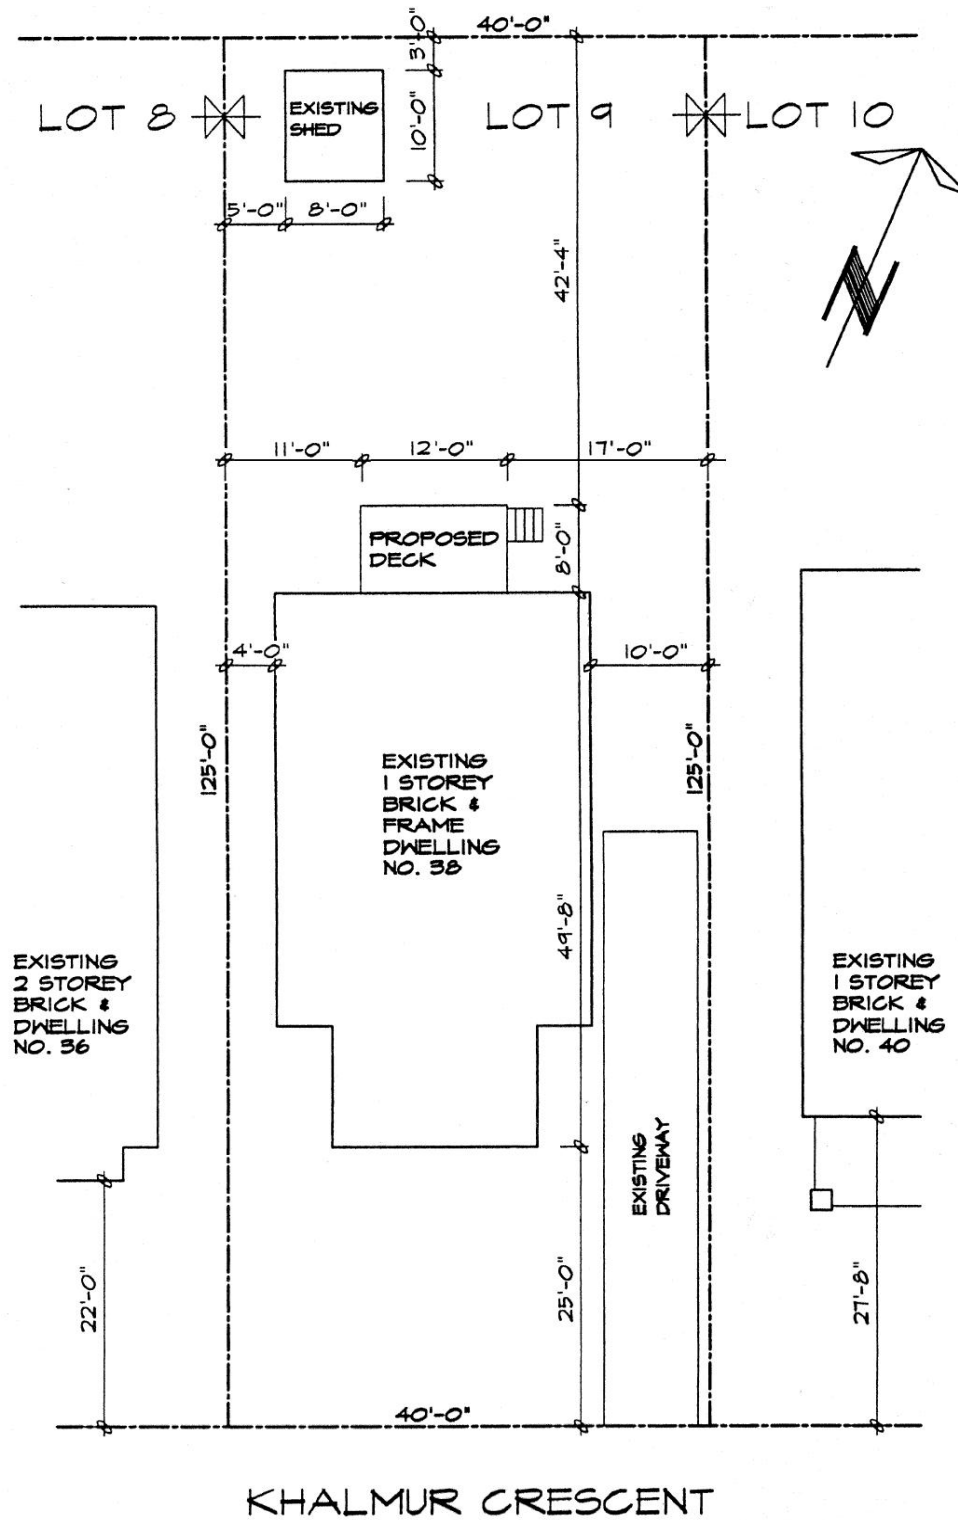 40'-0"
3'-0"
LOT 8
EXISTING
SHED
10'-0"
LOT 9
LOT 10
5'-0"
8'-0"
42'-4"
N
11'-0"
12'-0"
17'-0"
PROPOSED
DECK
8'-0"
4'-0"
10'-0"
125'-0"
125'-0"
EXISTING
1 STOREY
BRICK &
FRAME
DWELLING
NO. 38
49'-8"
EXISTING
2 STOREY
BRICK &
DWELLING
NO. 36
EXISTING
1 STOREY
BRICK &
DWELLING
NO. 40
EXISTING
DRIVEWAY
22'-0"
25'-0"
27'-8"
40'-0"
KHALMUR CRESCENT